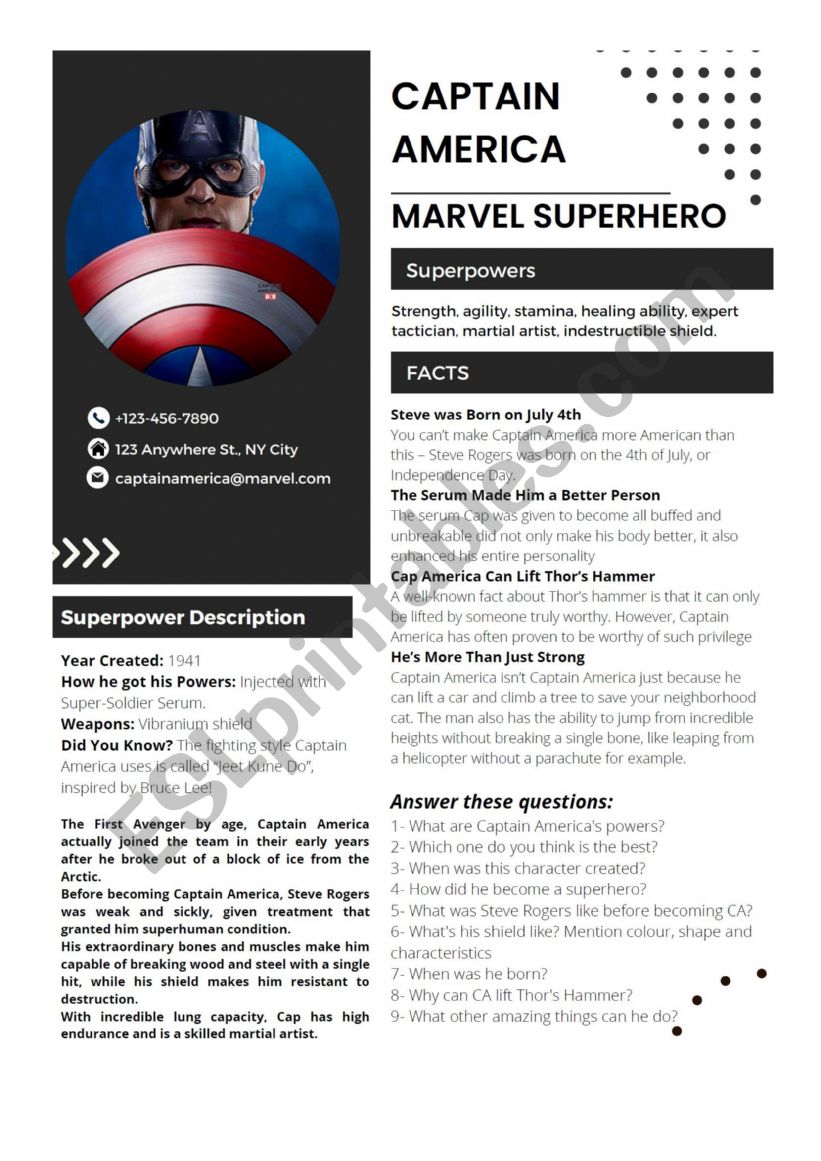 CAPTAIN
AMERICA
MARVEL SUPERHERO
Superpowers
Strength, agility, stamina, healing ability, expert
tactician, martial artist, indestructible shield.
FACTS
Steve was Born on July 4th
You can't make Captain America more American than
this – Steve Rogers was born on the 4th of July, or
Independence Day.
The Serum Made Him a Better Person
The serum Cap was given to become all buffed and
unbreakable did not only make his body better, it also
enhanced his entire personality
Cap America Can Lift Thor's Hammer
A well-known fact about Thor's hammer is that it can only
be lifted by someone truly worthy. However, Captain
America has often proven to be worthy of such privilege
He's More Than Just Strong
Captain America isn't Captain America just because he
can lift a car and climb a tree to save your neighborhood
cat. The man also has the ability to jump from incredible
heights without breaking a single bone, like leaping from
a helicopter without a parachute for example.
Answer these questions:
1- What are Captain America's powers?
2- Which one do you think is the best?
3- When was this character created?
4- How did he become a superhero?
5- What was Steve Rogers like before becoming CA?
6- What's his shield like? Mention colour, shape and
characteristics
7- When was he born?
8- Why can CA lift Thor's Hammer?
9- What other amazing things can he do?
A
+123-456-7890
123 Anywhere St., NY City
captainamerica@marvel.com
Superpower Description
Year Created: 1941
How he got his Powers: Injected with
Super-Soldier Serum.
Weapons: Vibranium shield
Did You Know? The fighting style Captain
America uses is called "Jeet Kune Do",
inspired by Bruce Lee!
The First Avenger by age, Captain America
actually joined the team in their early years
after he broke out of a block of ice from the
Arctic.
Before becoming Captain America, Steve Rogers
was weak and sickly, given treatment that
granted him superhuman condition.
His extraordinary bones and muscles make him
capable of breaking wood and steel with a single
hit, while his shield makes him resistant to
destruction.
With incredible lung capacity, Cap has high
endurance and is a skilled martial artist.
ESLprintables.com